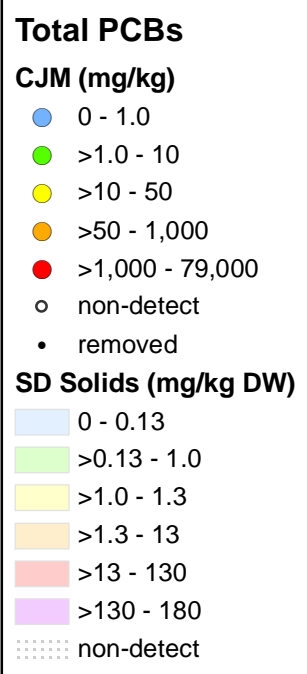 Total PCBs
CJM (mg/kg)
0 - 1.0
>1.0 - 10
>10 - 50
>50 - 1,000
>1,000 - 79,000
non-detect
removed
SD Solids (mg/kg DW)
0 - 0.13
>0.13 - 1.0
>1.0 - 1.3
>1.3 - 13
>13 - 130
>130 - 180
non-detect